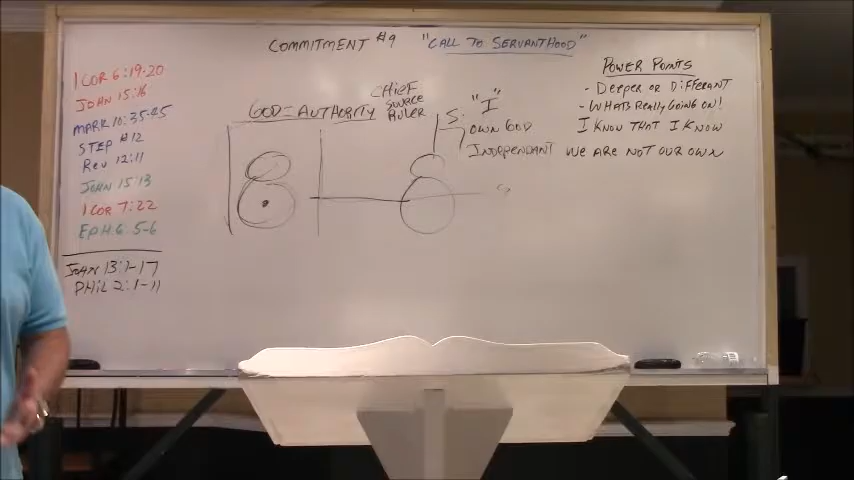 COMMITMENT #9 "CALL TO SERVANTHOOD"
1 COR 6:19-20
JOHN 15:16
MARK 10:35-45
STEP #12
REV 12:11
JOHN 15:13
1 COR 7:22
EPH. 6:5-6
JOHN 13:1-17
PHIL 2:1-11
GOD = AUTHORITY
CHIEF
SOURCE
RULER
S: "I"
OWN GOD
INDEPENDANT
POWER POINTS
- DEEPER OR DIFFERANT
- WHATS REALLY GOING ON!
I KNOW THAT I KNOW
WE ARE NOT OUR OWN